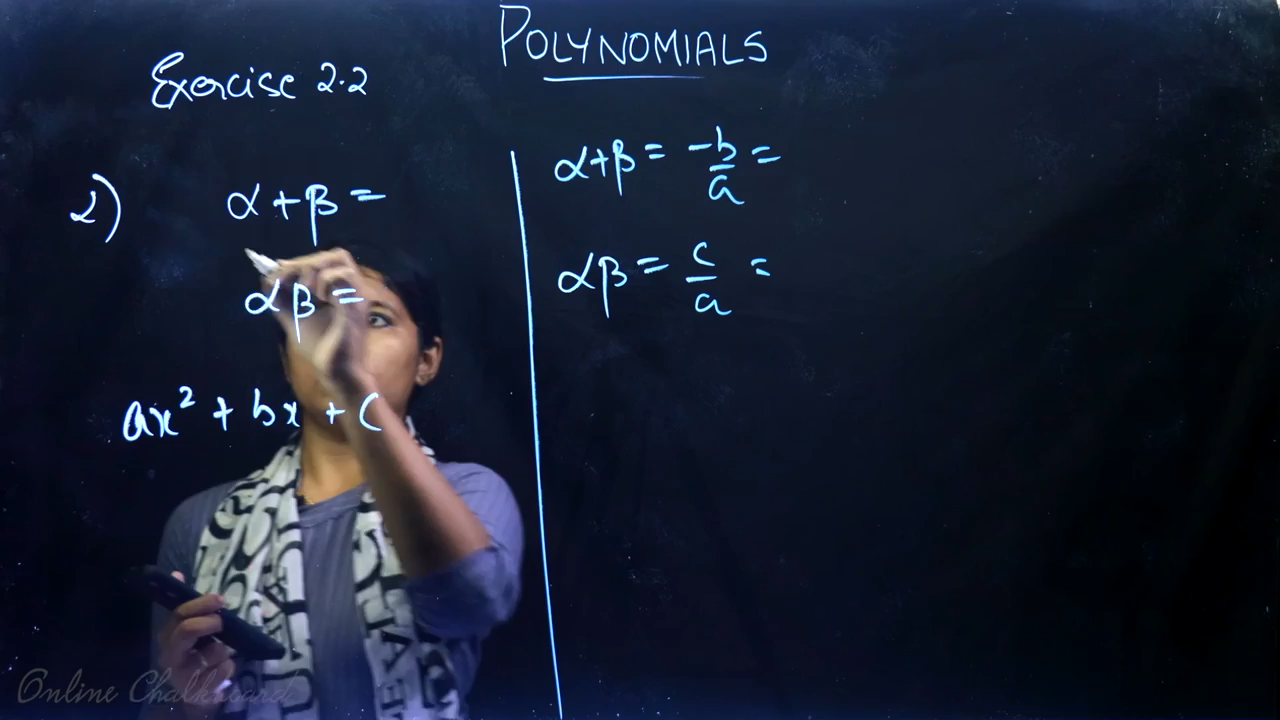 POLYNOMIALS
Exercise 2.2
2)
α + β =
αβ =
ax² + bx + c
α+β = -b/a =
αβ = c/a =
Online Chalkboard